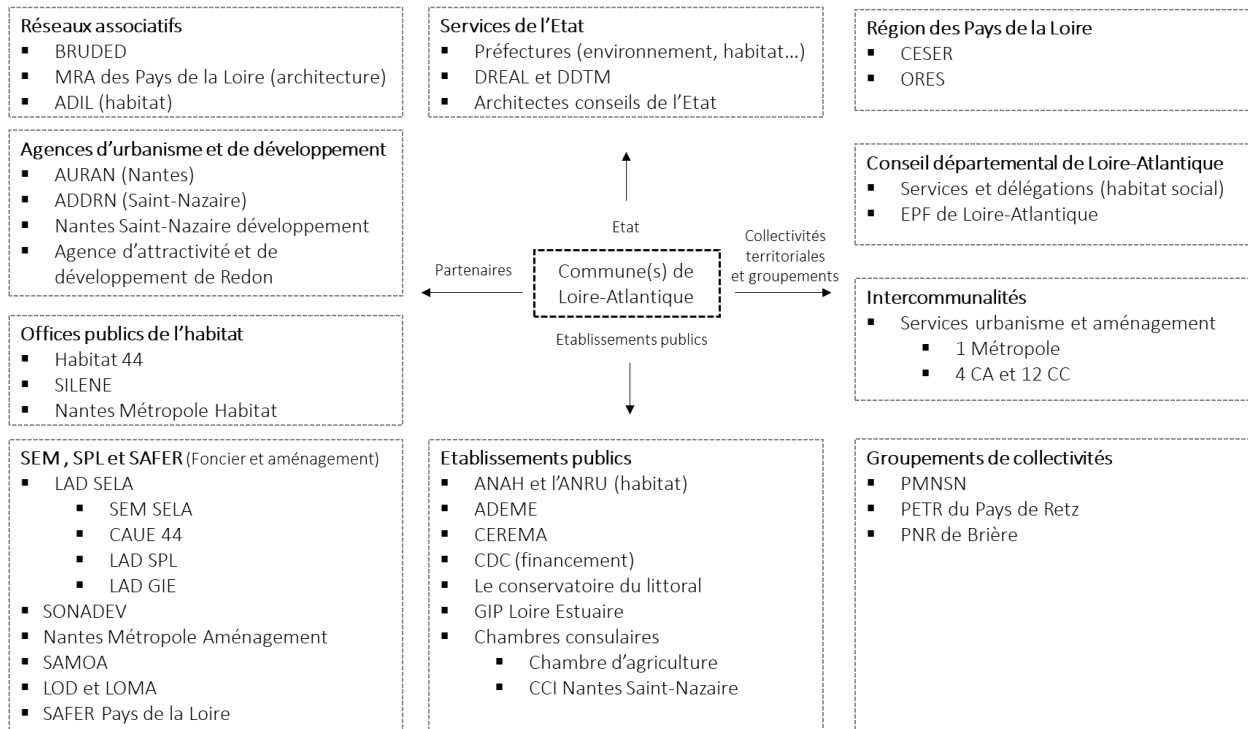 Réseaux associatifs
▪ BRUDED
▪ MRA des Pays de la Loire (architecture)
▪ ADIL (habitat)
Agences d'urbanisme et de développement
▪ AURAN (Nantes)
▪ ADDRN (Saint-Nazaire)
▪ Nantes Saint-Nazaire développement
▪ Agence d'attractivité et de
développement de Redon
Offices publics de l'habitat
▪ Habitat 44
▪ SILENE
▪ Nantes Métropole Habitat
SEM , SPL et SAFER (Foncier et aménagement)
▪ LAD SELA
▪ SEM SELA
▪ CAUE 44
▪ LAD SPL
▪ LAD GIE
▪ SONADEV
▪ Nantes Métropole Aménagement
▪ SAMOA
▪ LOD et LOMA
▪ SAFER Pays de la Loire
Services de l'Etat
▪ Préfectures (environnement, habitat…)
▪ DREAL et DDTM
▪ Architectes conseils de l'Etat
Etat
Partenaires
Commune(s) de
Loire-Atlantique
Collectivités
territoriales
et groupements
Etablissements publics
Etablissements publics
▪ ANAH et l'ANRU (habitat)
▪ ADEME
▪ CEREMA
▪ CDC (financement)
▪ Le conservatoire du littoral
▪ GIP Loire Estuaire
▪ Chambres consulaires
▪ Chambre d'agriculture
▪ CCI Nantes Saint-Nazaire
Région des Pays de la Loire
▪ CESER
▪ ORES
Conseil départemental de Loire-Atlantique
▪ Services et délégations (habitat social)
▪ EPF de Loire-Atlantique
Intercommunalités
▪ Services urbanisme et aménagement
▪ 1 Métropole
▪ 4 CA et 12 CC
Groupements de collectivités
▪ PMNSN
▪ PETR du Pays de Retz
▪ PNR de Brière